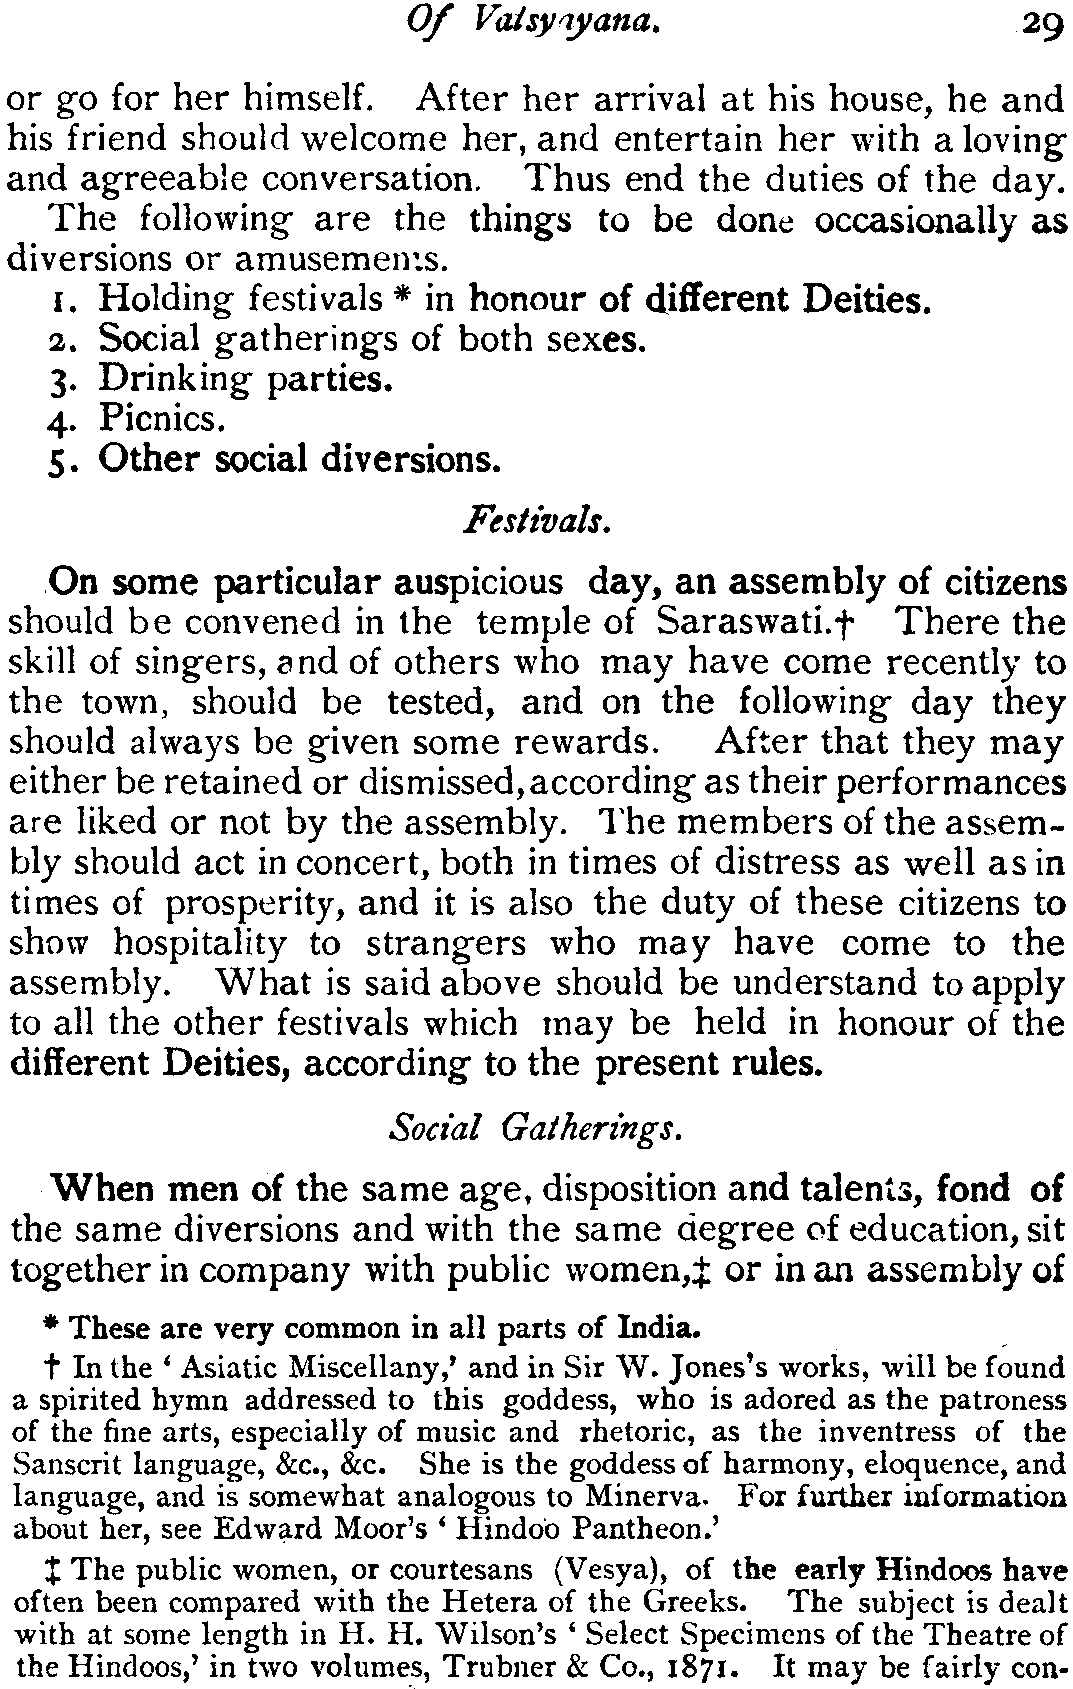 Of Vatsyayana. 29
or go for her himself. After her arrival at his house, he and
his friend should welcome her, and entertain her with a loving
and agreeable conversation. Thus end the duties of the day.
The following are the things to be done occasionally as
diversions or amusements.
1. Holding festivals * in honour of different Deities.
2. Social gatherings of both sexes.
3. Drinking parties.
4. Picnics.
5. Other social diversions.
Festivals.
On some particular auspicious day, an assembly of citizens
should be convened in the temple of Saraswati.† There the
skill of singers, and of others who may have come recently to
the town, should be tested, and on the following day they
should always be given some rewards. After that they may
either be retained or dismissed, according as their performances
are liked or not by the assembly. The members of the assem-
bly should act in concert, both in times of distress as well as in
times of prosperity, and it is also the duty of these citizens to
show hospitality to strangers who may have come to the
assembly. What is said above should be understand to apply
to all the other festivals which may be held in honour of the
different Deities, according to the present rules.
Social Gatherings.
When men of the same age, disposition and talents, fond of
the same diversions and with the same degree of education, sit
together in company with public women,‡ or in an assembly of
* These are very common in all parts of India.
† In the ‘ Asiatic Miscellany,’ and in Sir W. Jones’s works, will be found
a spirited hymn addressed to this goddess, who is adored as the patroness
of the fine arts, especially of music and rhetoric, as the inventress of the
Sanscrit language, &c., &c. She is the goddess of harmony, eloquence, and
language, and is somewhat analogous to Minerva. For further information
about her, see Edward Moor’s ‘ Hindoo Pantheon.’
‡ The public women, or courtesans (Vesya), of the early Hindoos have
often been compared with the Hetera of the Greeks. The subject is dealt
with at some length in H. H. Wilson’s ‘ Select Specimens of the Theatre of
the Hindoos,’ in two volumes, Trubner & Co., 1871. It may be fairly con-